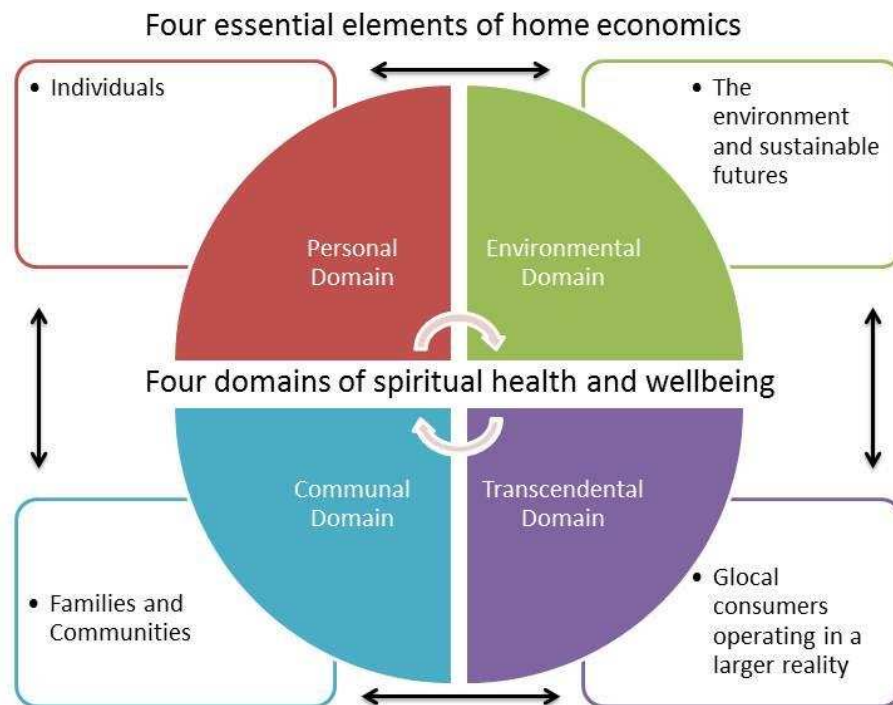 Four essential elements of home economics
• Individuals
• The
environment
and sustainable
futures
Personal
Domain
Environmental
Domain
Four domains of spiritual health and wellbeing
Communal
Domain
Transcendental
Domain
• Families and
Communities
• Glocal
consumers
operating in a
larger reality